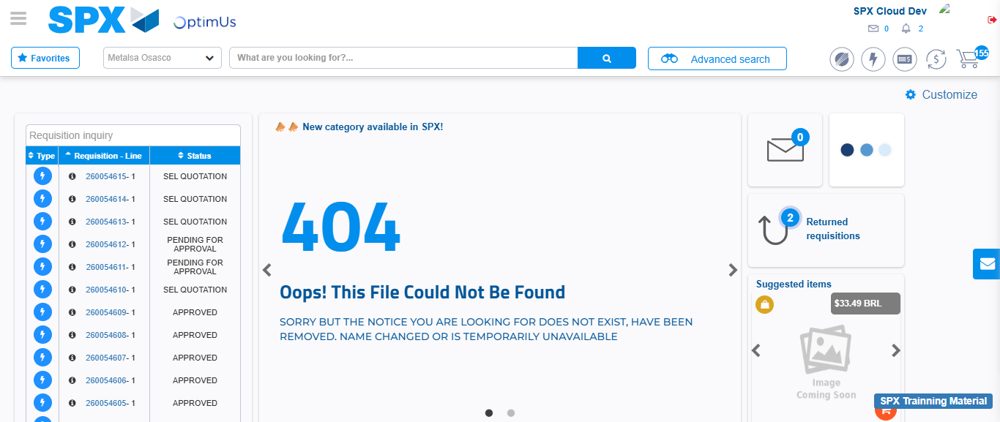 SPX OptimUs
SPX Cloud Dev
0 2
Favorites
Metalsa Osasco
What are you looking for?...
Advanced search
155
Customize
Requisition inquiry
Type Requisition - Line Status
260054615- 1 SEL QUOTATION
260054614- 1 SEL QUOTATION
260054613- 1 SEL QUOTATION
260054612- 1 PENDING FOR
APPROVAL
260054611- 1 PENDING FOR
APPROVAL
260054610- 1 SEL QUOTATION
260054609- 1 APPROVED
260054608- 1 APPROVED
260054607- 1 APPROVED
260054606- 1 APPROVED
260054605- 1 APPROVED
New category available in SPX!
404
Oops! This File Could Not Be Found
SORRY BUT THE NOTICE YOU ARE LOOKING FOR DOES NOT EXIST, HAVE BEEN
REMOVED. NAME CHANGED OR IS TEMPORARILY UNAVAILABLE
0
2
Returned
requisitions
Suggested items
$33.49 BRL
Image
Coming Soon
SPX Trainning Material